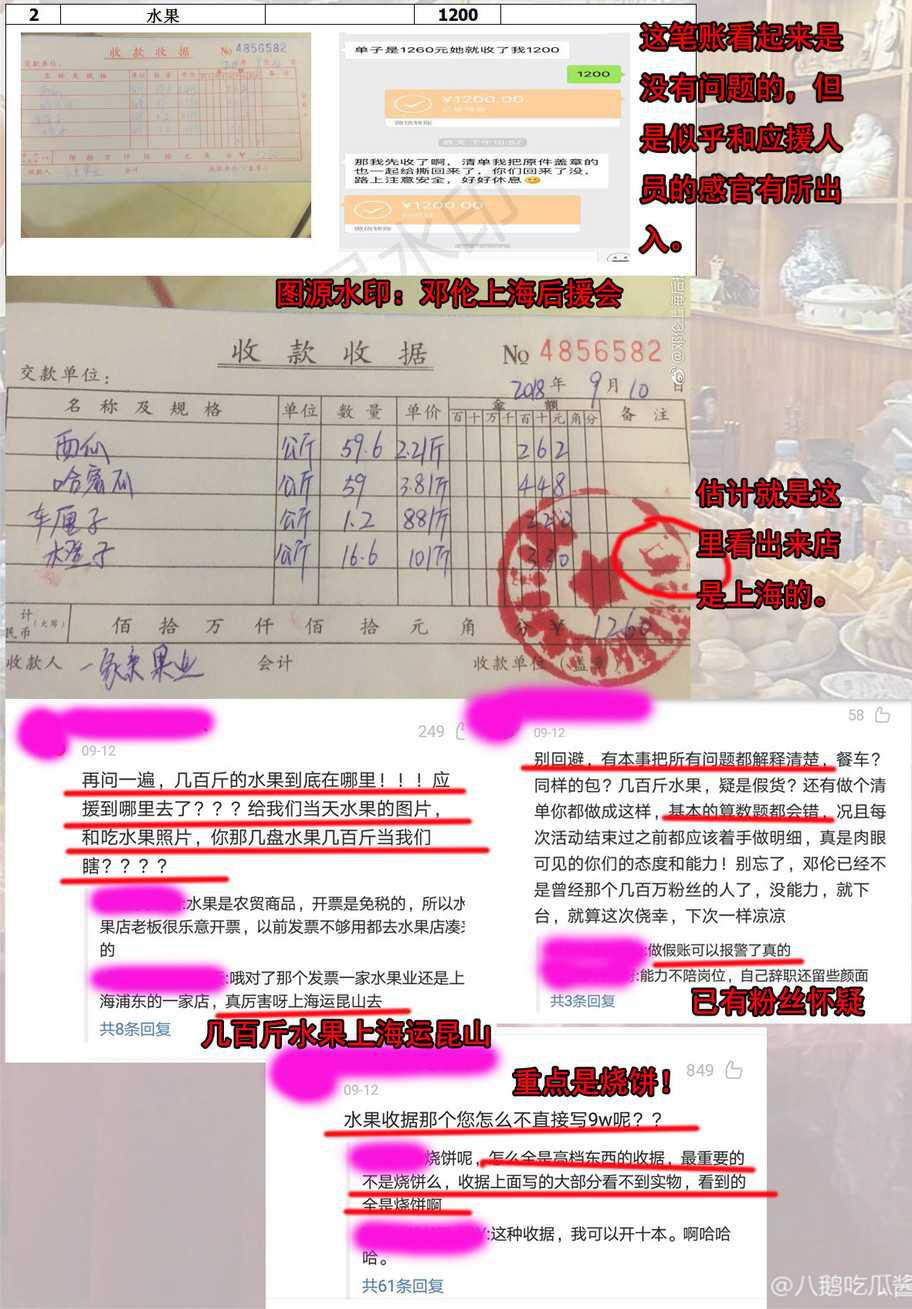 2 水果 1200
收 款 收 据 No 4856582
单子是1260元她就收了我1200
1200
¥1200.00
微信转账
那我先收了啊，清单我把原件盖章的
也一起给撕回来了，你们回来了没，
路上注意安全，好好休息
¥1200.00
微信转账
这笔账看起来是
没有问题的，但
是似乎和应援人
员的感官有所出
入。
图源水印：邓伦上海后援会
收 款 收 据 No 4856582
交款单位：
2018年 9月10日
名 称 及 规 格 单位 数 量 单价 金 额 备 注
百十万千百十元角分
西仙 公斤 59.6 2.2/斤 262
哈蜜瓜 公斤 59 3.8/斤 448
车厘子 公斤 1.2 88/斤
水橙子 公斤 16.6 10/斤 330
估计就是这
里看出来店
是上海的。
计
民币 (大写) 佰 拾 万 仟 佰 拾 元 角 分 ¥ 1260
收款人 一家亲果业 会计 收款单位（盖章）
249
09-12
再问一遍，几百斤的水果到底在哪里！！！应
援到哪里去了？？？给我们当天水果的图片，
和吃水果照片，你那几盘水果几百斤当我们
瞎？？？？
:水果是农贸商品，开票是免税的，所以水
果店老板很乐意开票，以前发票不够用都去水果店凑
的
:哦对了那个发票一家水果业还是上
海浦东的一家店，真厉害呀上海运昆山去
共8条回复
几百斤水果上海运昆山
58
09-12
别回避，有本事把所有问题都解释清楚，餐车？
同样的包？几百斤水果，疑是假货？还有做个清
单你都做成这样，基本的算数题都会错，况且每
次活动结束过之前都应该着手做明细，真是肉眼
可见的你们的态度和能力！别忘了，邓伦已经不
是曾经那个几百万粉丝的人了，没能力，就下
台，就算这次侥幸，下次一样凉凉
:做假账可以报警了真的
:能力不陪岗位，自己辞职还留些颜面
共3条回复
已有粉丝怀疑
849
重点是烧饼！
09-12
水果收据那个您怎么不直接写9w呢？？
烧饼呢，怎么全是高档东西的收据，最重要的
不是烧饼么，收据上面写的大部分看不到实物，看到的
全是烧饼啊
:这种收据，我可以开十本。啊哈哈
哈。
共61条回复
@八鹅吃瓜酱